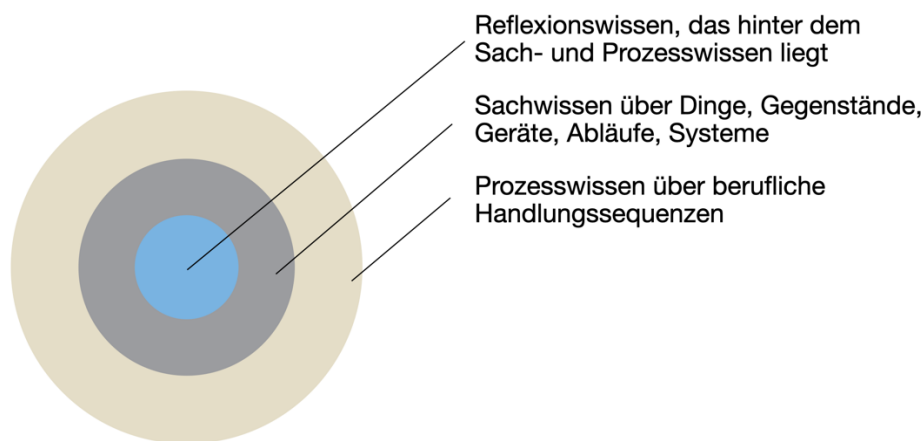 Reflexionswissen, das hinter dem
Sach- und Prozesswissen liegt
Sachwissen über Dinge, Gegenstände,
Geräte, Abläufe, Systeme
Prozesswissen über berufliche
Handlungssequenzen